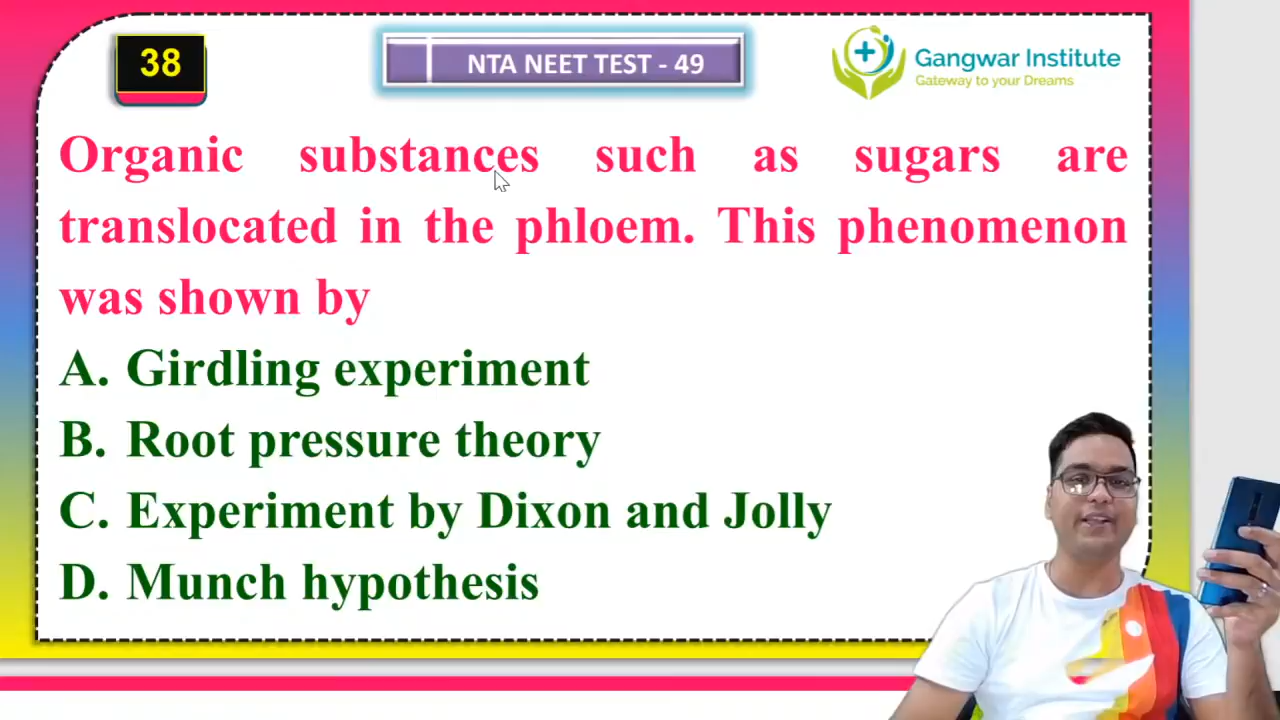 38
NTA NEET TEST - 49
Gangwar Institute
Gateway to your Dreams
Organic substances such as sugars are
translocated in the phloem. This phenomenon
was shown by
A. Girdling experiment
B. Root pressure theory
C. Experiment by Dixon and Jolly
D. Munch hypothesis